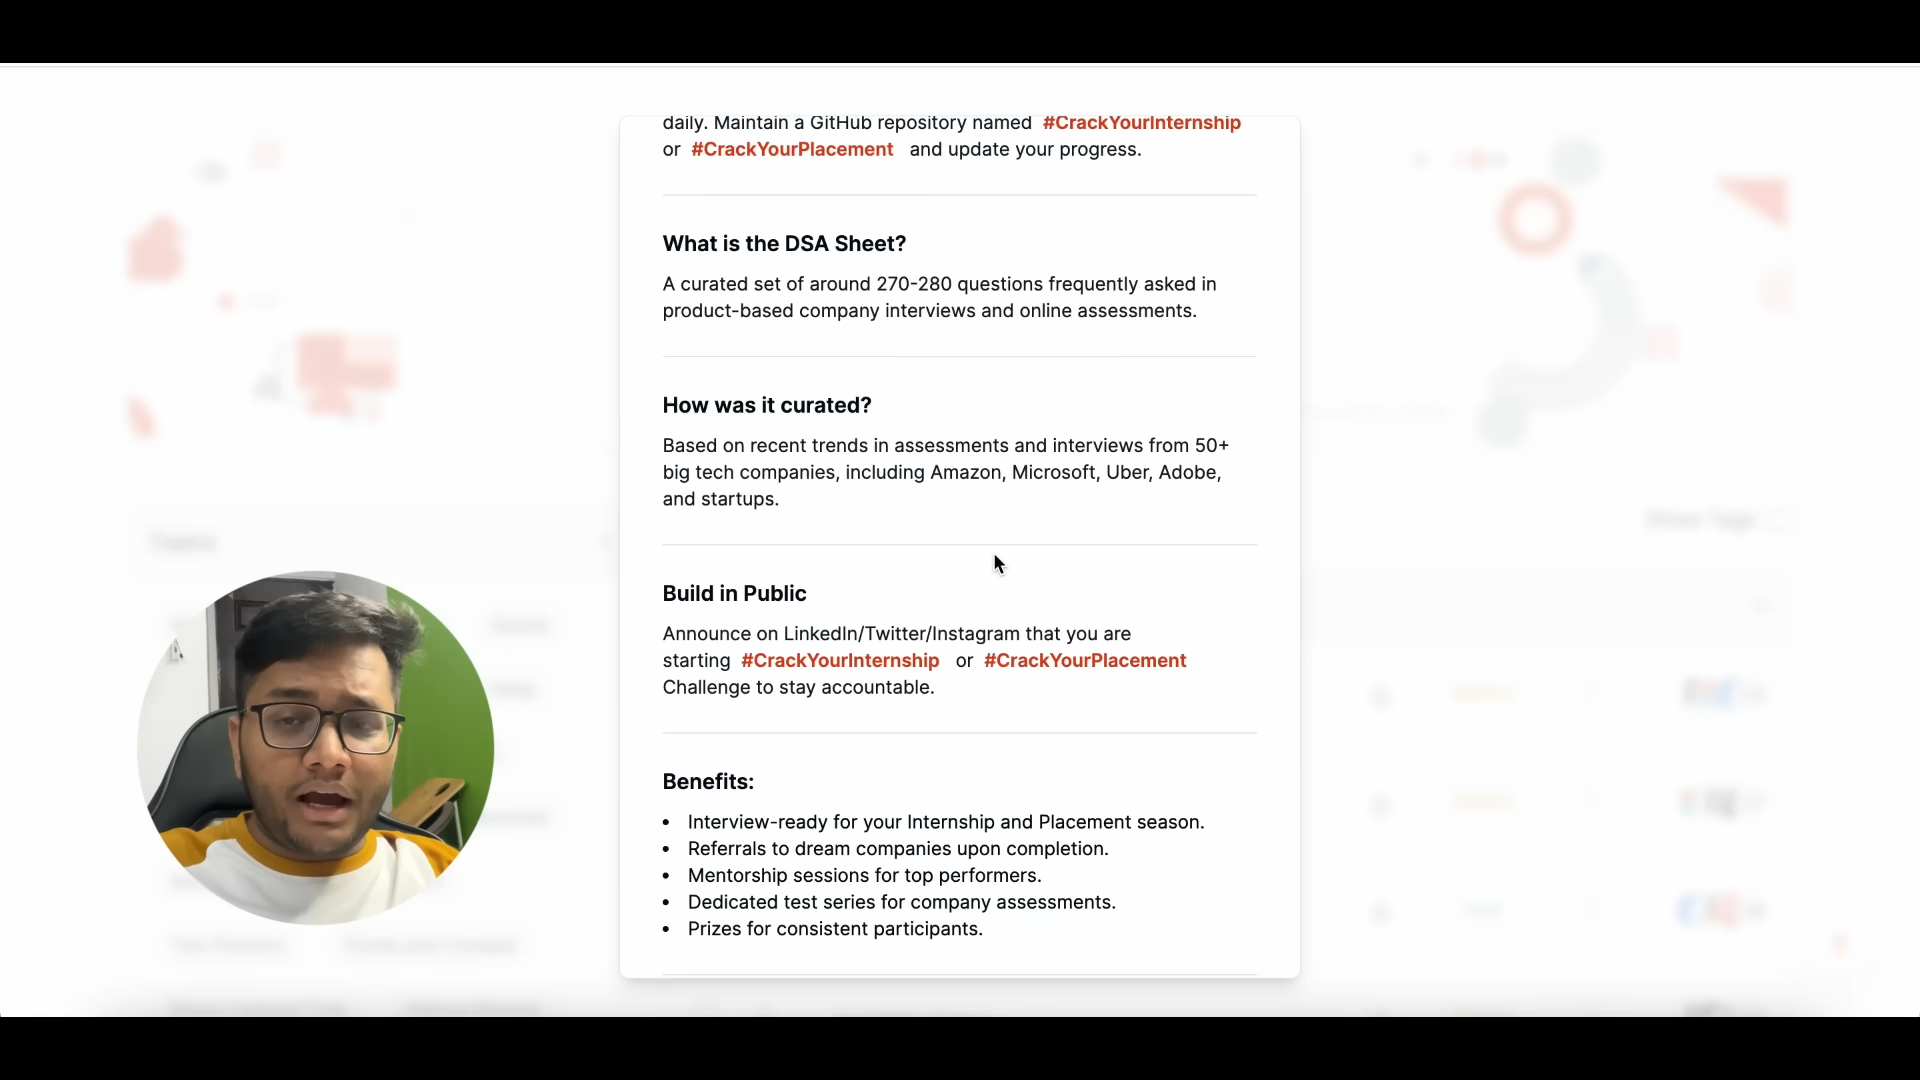 daily. Maintain a GitHub repository named #CrackYourInternship
or #CrackYourPlacement and update your progress.
What is the DSA Sheet?
A curated set of around 270-280 questions frequently asked in
product-based company interviews and online assessments.
How was it curated?
Based on recent trends in assessments and interviews from 50+
big tech companies, including Amazon, Microsoft, Uber, Adobe,
and startups.
Build in Public
Announce on LinkedIn/Twitter/Instagram that you are
starting #CrackYourInternship or #CrackYourPlacement
Challenge to stay accountable.
Benefits:
• Interview-ready for your Internship and Placement season.
• Referrals to dream companies upon completion.
• Mentorship sessions for top performers.
• Dedicated test series for company assessments.
• Prizes for consistent participants.
Topics
Show Tags